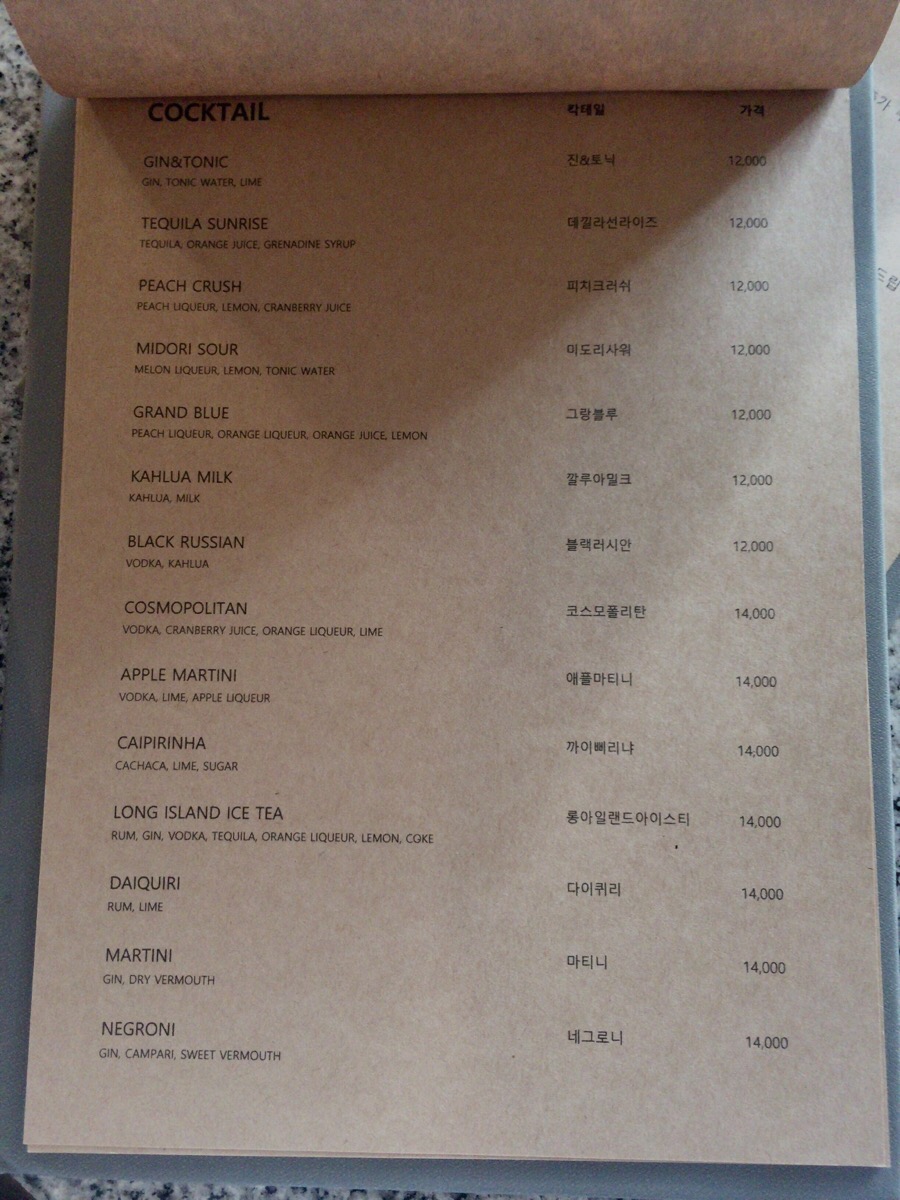 COCKTAIL 칵테일 가격
GIN&TONIC 진&토닉 12,000
GIN, TONIC WATER, LIME
TEQUILA SUNRISE 데낄라선라이즈 12,000
TEQUILA, ORANGE JUICE, GRENADINE SYRUP
PEACH CRUSH 피치크러쉬 12,000
PEACH LIQUEUR, LEMON, CRANBERRY JUICE
MIDORI SOUR 미도리사워 12,000
MELON LIQUEUR, LEMON, TONIC WATER
GRAND BLUE 그랑블루 12,000
PEACH LIQUEUR, ORANGE LIQUEUR, ORANGE JUICE, LEMON
KAHLUA MILK 깔루아밀크 12,000
KAHLUA, MILK
BLACK RUSSIAN 블랙러시안 12,000
VODKA, KAHLUA
COSMOPOLITAN 코스모폴리탄 14,000
VODKA, CRANBERRY JUICE, ORANGE LIQUEUR, LIME
APPLE MARTINI 애플마티니 14,000
VODKA, LIME, APPLE LIQUEUR
CAIPIRINHA 까이삐리냐 14,000
CACHACA, LIME, SUGAR
LONG ISLAND ICE TEA 롱아일랜드아이스티 14,000
RUM, GIN, VODKA, TEQUILA, ORANGE LIQUEUR, LEMON, COKE
DAIQUIRI 다이퀴리 14,000
RUM, LIME
MARTINI 마티니 14,000
GIN, DRY VERMOUTH
NEGRONI 네그로니 14,000
GIN, CAMPARI, SWEET VERMOUTH